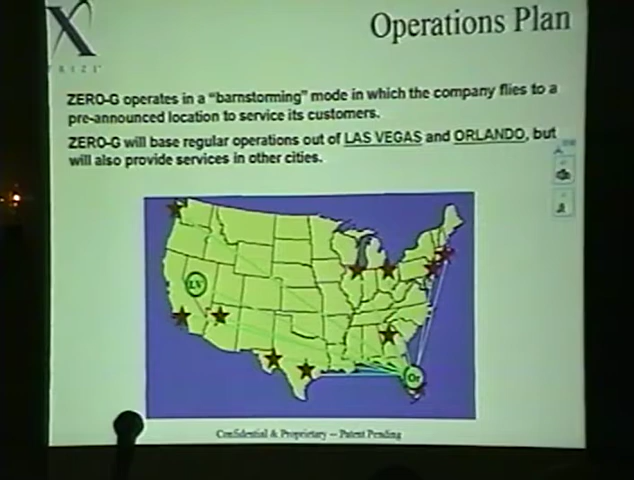 X
PRIZE
Operations Plan
ZERO-G operates in a “barnstorming” mode in which the company flies to a
pre-announced location to service its customers.
ZERO-G will base regular operations out of LAS VEGAS and ORLANDO, but
will also provide services in other cities.
LV
Or
Confidential & Proprietary – Patent Pending